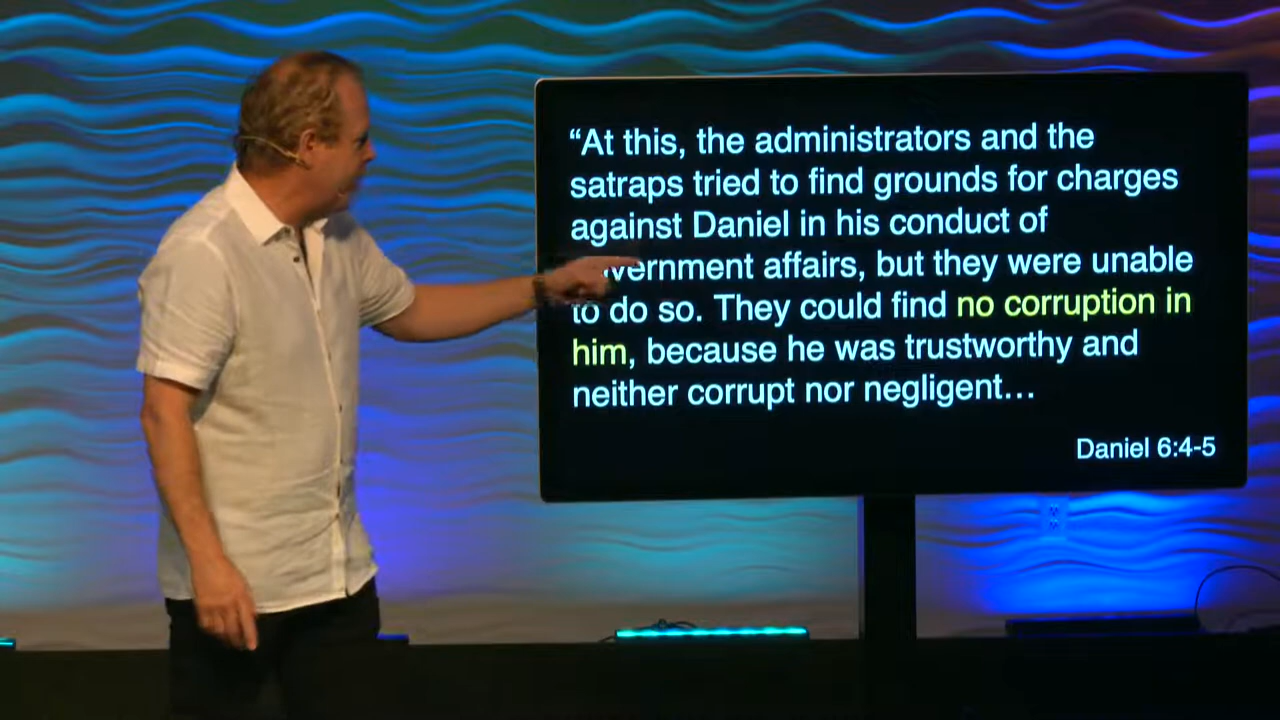 “At this, the administrators and the
satraps tried to find grounds for charges
against Daniel in his conduct of
affairs, but they were unable
to do so. They could find no corruption in
him, because he was trustworthy and
neither corrupt nor negligent…
Daniel 6:4-5